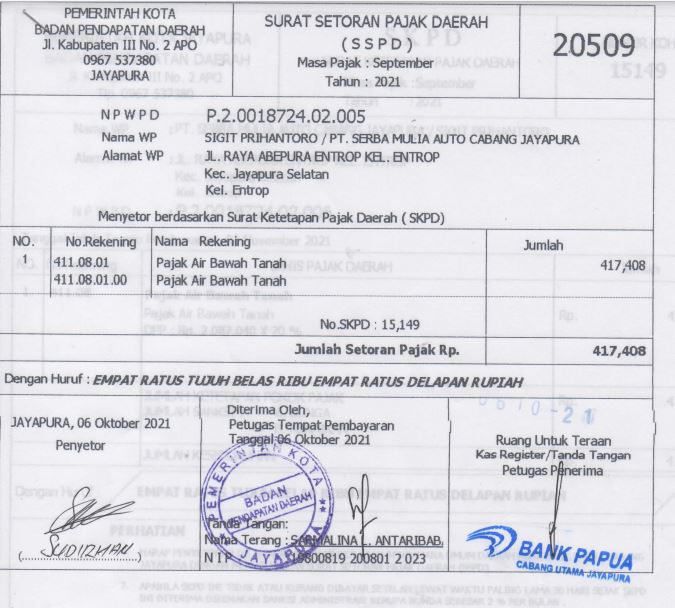 PEMERINTAH KOTA
BADAN PENDAPATAN DAERAH
Jl. Kabupaten III No. 2 APO
0967 537380
JAYAPURA
SURAT SETORAN PAJAK DAERAH
( S S P D )
Masa Pajak : September
Tahun : 2021
20509
N P W P D P.2.0018724.02.005
Nama WP SIGIT PRIHANTORO / PT. SERBA MULIA AUTO CABANG JAYAPURA
Alamat WP JL. RAYA ABEPURA ENTROP KEL. ENTROP
Kec. Jayapura Selatan
Kel. Entrop
Menyetor berdasarkan Surat Ketetapan Pajak Daerah ( SKPD)
NO. No.Rekening Nama Rekening Jumlah
1 411.08.01 Pajak Air Bawah Tanah 417,408
411.08.01.00 Pajak Air Bawah Tanah
No.SKPD : 15,149
Jumlah Setoran Pajak Rp. 417,408
Dengan Huruf : EMPAT RATUS TUJUH BELAS RIBU EMPAT RATUS DELAPAN RUPIAH
0610-21
JAYAPURA, 06 Oktober 2021
Penyetor
SUDIRMAN
Diterima Oleh,
Petugas Tempat Pembayaran
Tanggal 06 Oktober 2021
PEMERINTAH KOTA
BADAN
PENDAPATAN DAERAH
JAYAPURA
Tanda Tangan:
Nama Terang : SARMALINA L. ANTARIBABA
N I P 19800819 200801 2 023
Ruang Untuk Teraan
Kas Register/Tanda Tangan
Petugas Penerima
BANK PAPUA
CABANG UTAMA JAYAPURA